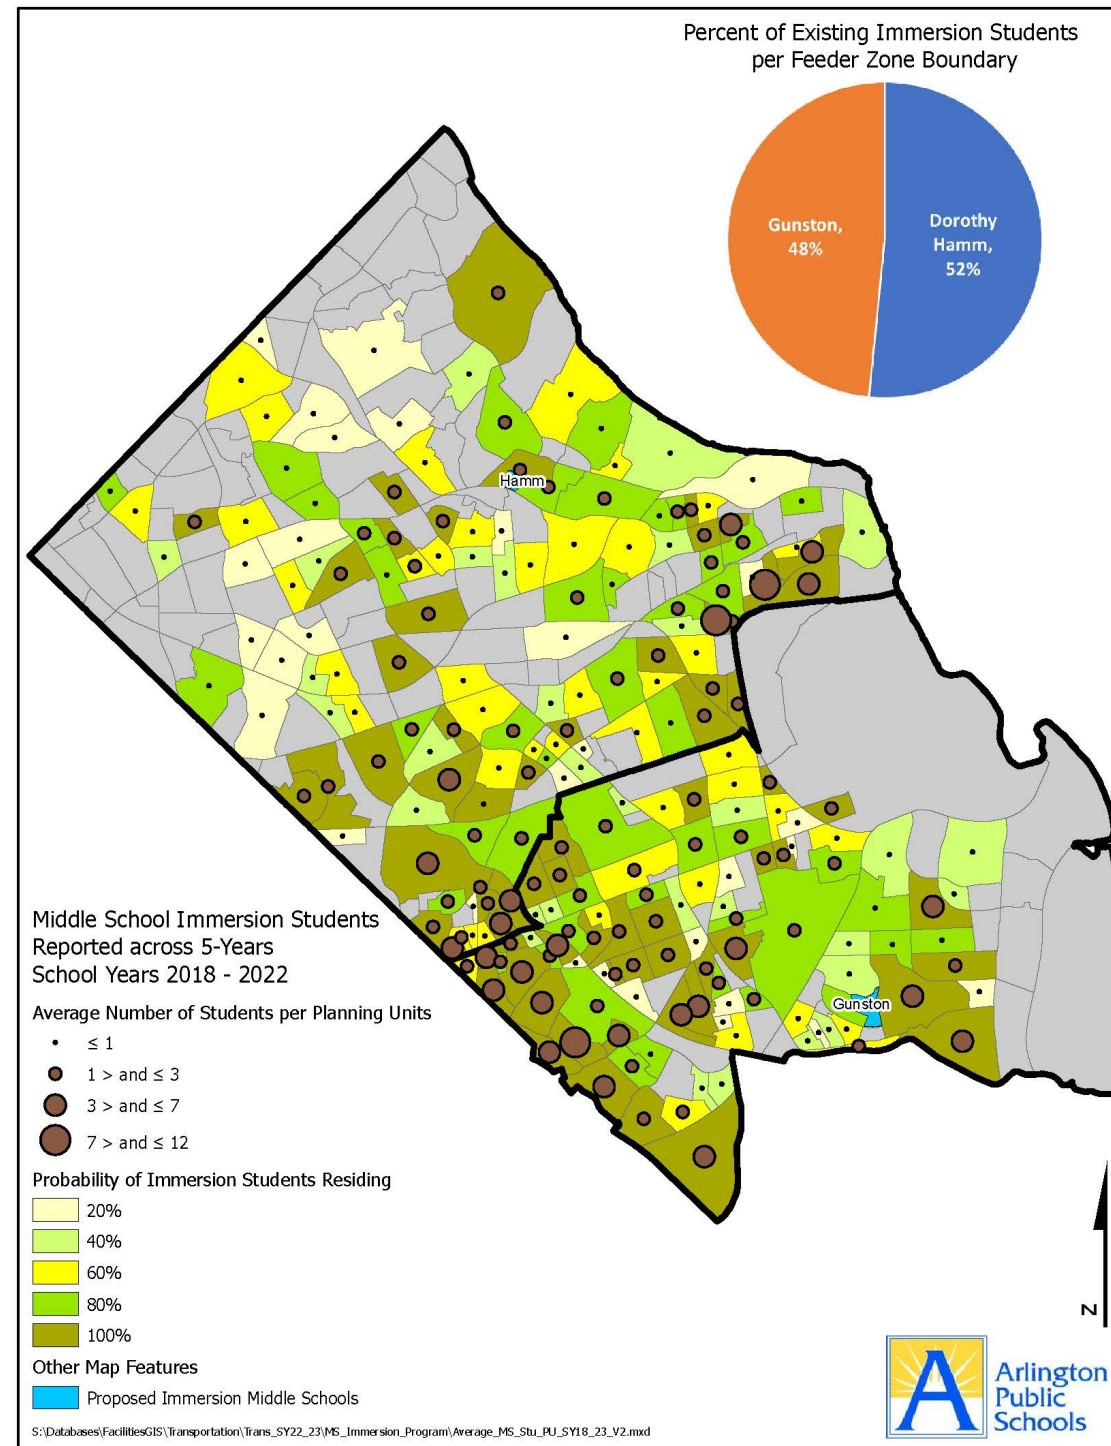 Percent of Existing Immersion Students
per Feeder Zone Boundary
Gunston,
48%
Dorothy
Hamm,
52%
Hamm
Gunston
Middle School Immersion Students
Reported across 5-Years
School Years 2018 - 2022
Average Number of Students per Planning Units
≤ 1
1 > and ≤ 3
3 > and ≤ 7
7 > and ≤ 12
Probability of Immersion Students Residing
20%
40%
60%
80%
100%
Other Map Features
Proposed Immersion Middle Schools
S:\Databases\FacilitiesGIS\Transportation\Trans_SY22_23\MS_Immersion_Program\Average_MS_Stu_PU_SY18_23_V2.mxd
N
A
Arlington
Public
Schools